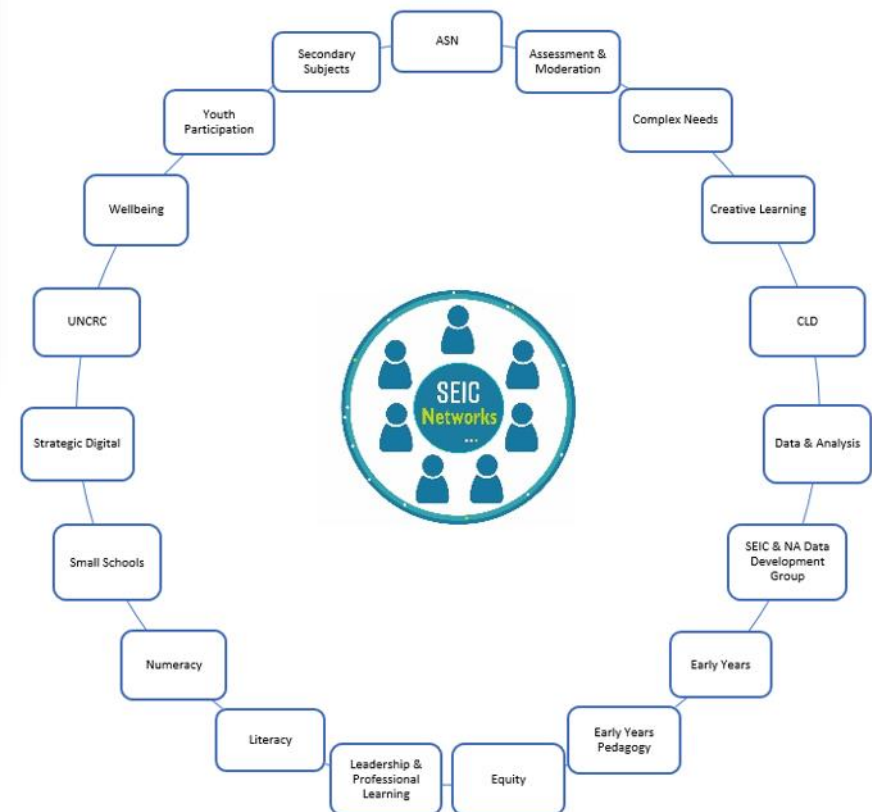 ASN
Assessment &
Moderation
Complex Needs
Creative Learning
CLD
Data & Analysis
SEIC & NA Data
Development
Group
Early Years
Early Years
Pedagogy
Equity
Leadership &
Professional
Learning
Literacy
Numeracy
Small Schools
Strategic Digital
UNCRC
Wellbeing
Youth
Participation
Secondary
Subjects
SEIC
Networks
...